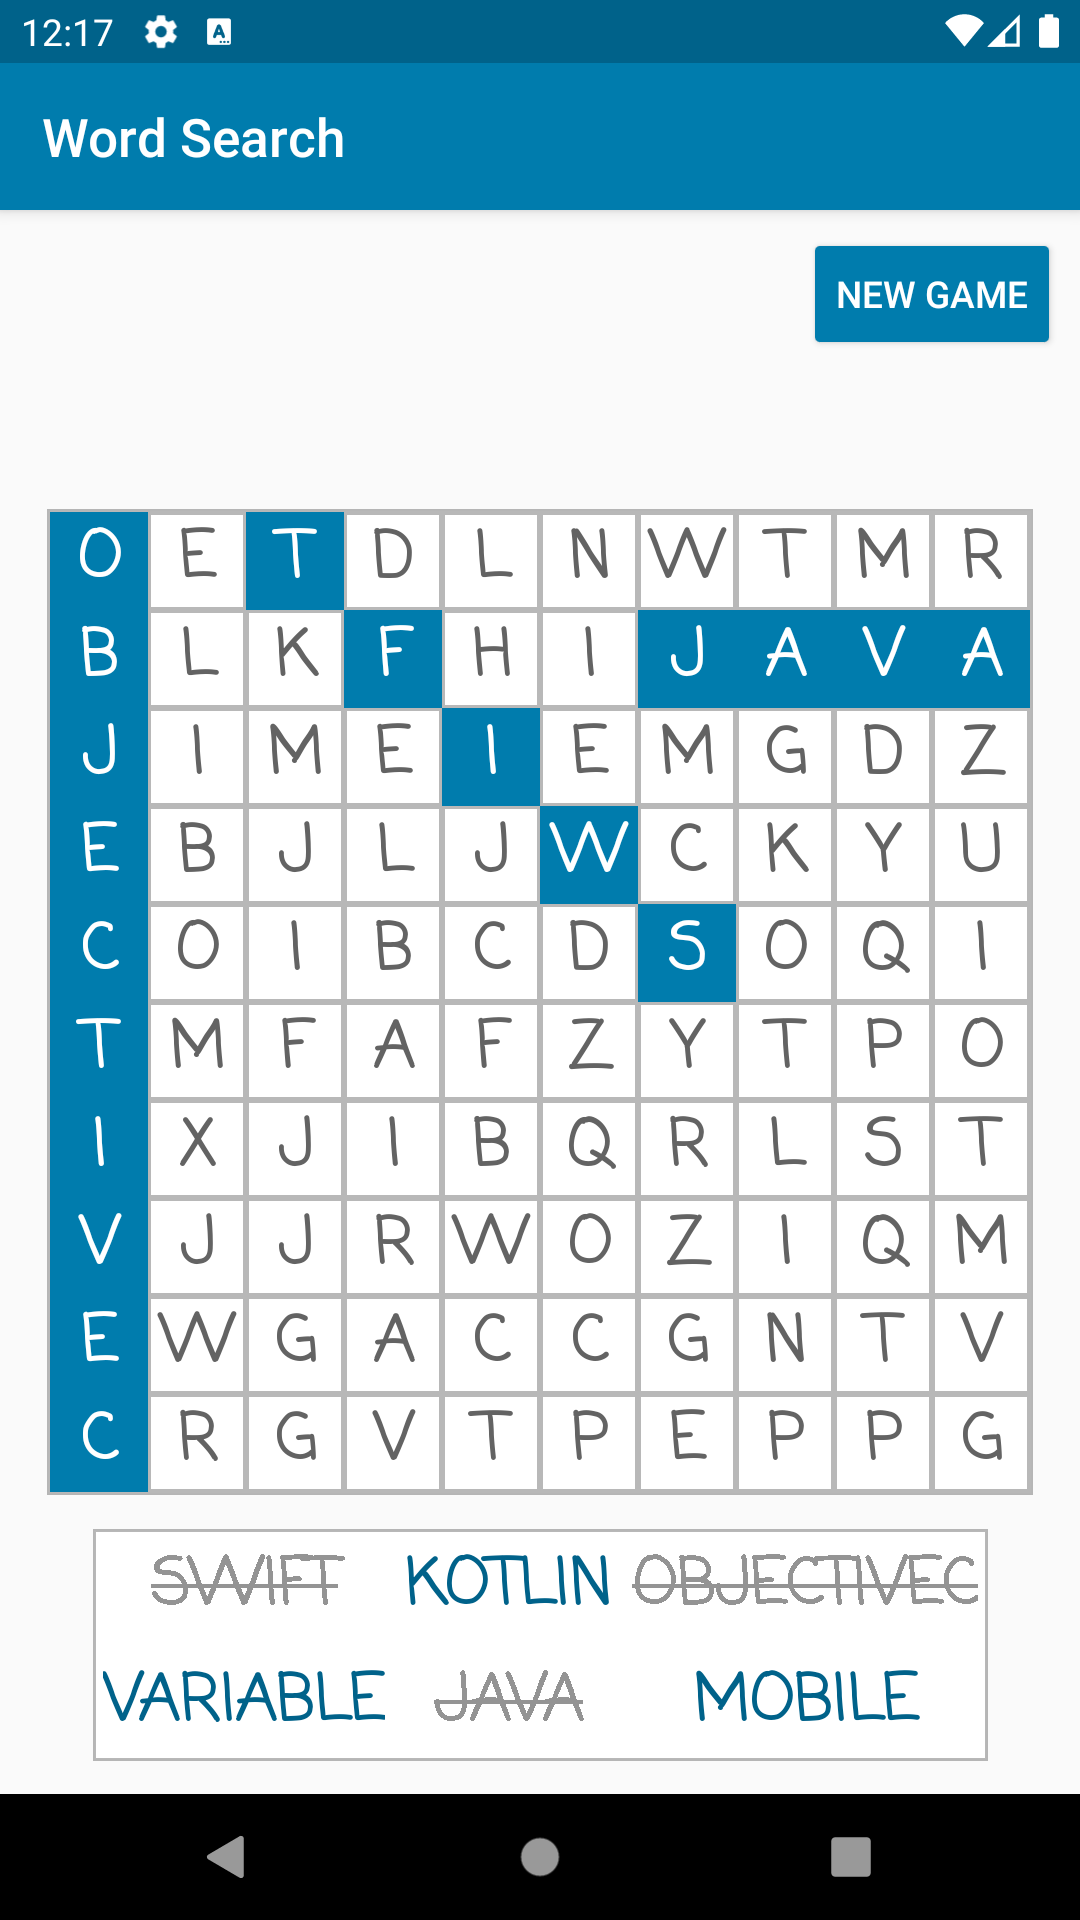 12:17
Word Search
NEW GAME
O E T D L N W T M R
B L K F H I J A V A
J I M E I E M G D Z
E B J L J W C K Y U
C O I B C D S O Q I
T M F A F Z Y T P O
I X J I B Q R L S T
V J J R W O Z I Q M
E W G A C C G N T V
C R G V T P E P P G
SWIFT KOTLIN OBJECTIVEC
VARIABLE JAVA MOBILE